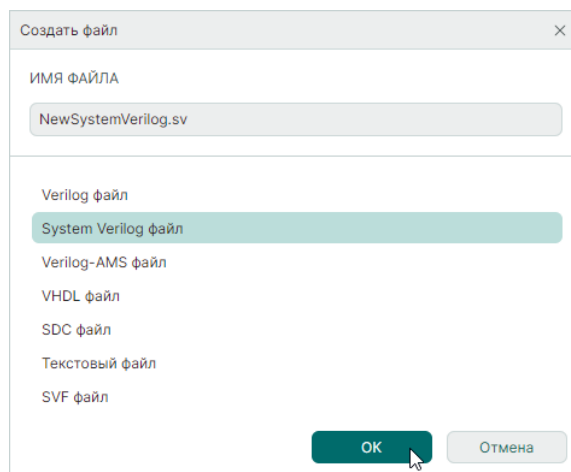 Создать файл
ИМЯ ФАЙЛА
NewSystemVerilog.sv
Verilog файл
System Verilog файл
Verilog-AMS файл
VHDL файл
SDC файл
Текстовый файл
SVF файл
ОК Отмена